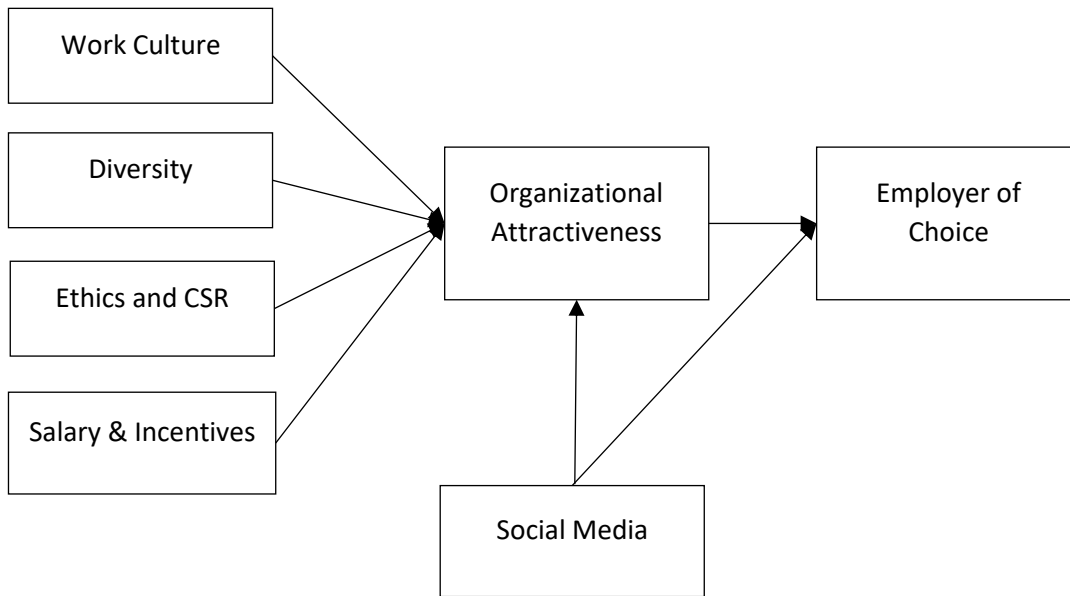 Work Culture
Diversity
Ethics and CSR
Salary & Incentives
Organizational
Attractiveness
Employer of
Choice
Social Media